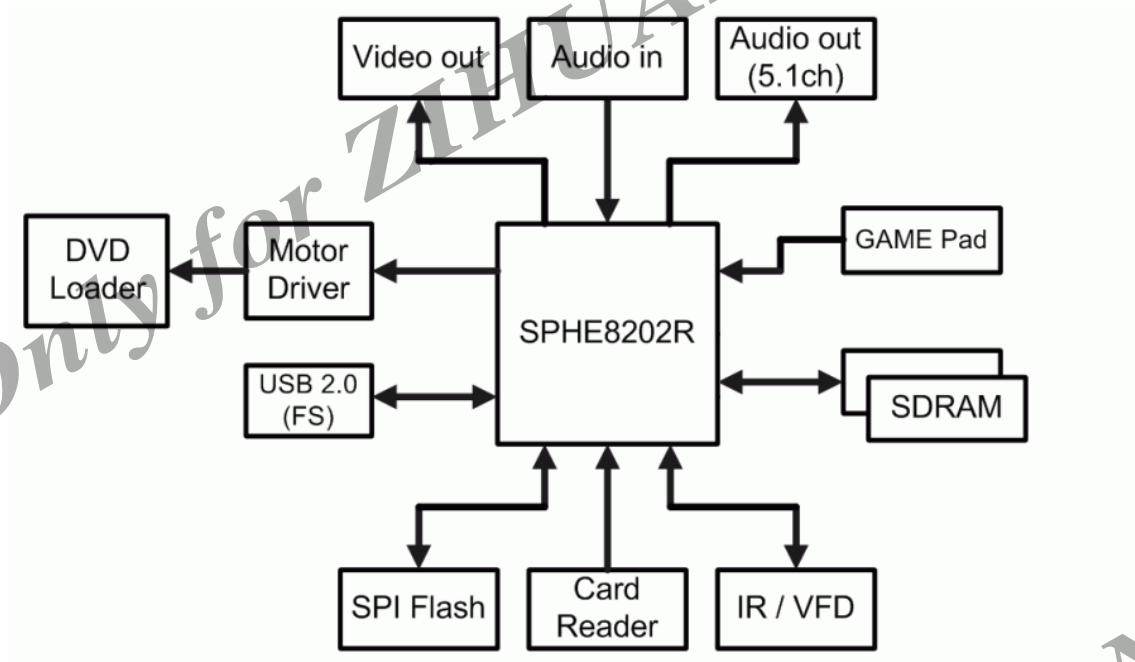 Video out
Audio in
Audio out
(5.1ch)
DVD
Loader
Motor
Driver
SPHE8202R
GAME Pad
USB 2.0
(FS)
SDRAM
SPI Flash
Card
Reader
IR / VFD
Only for